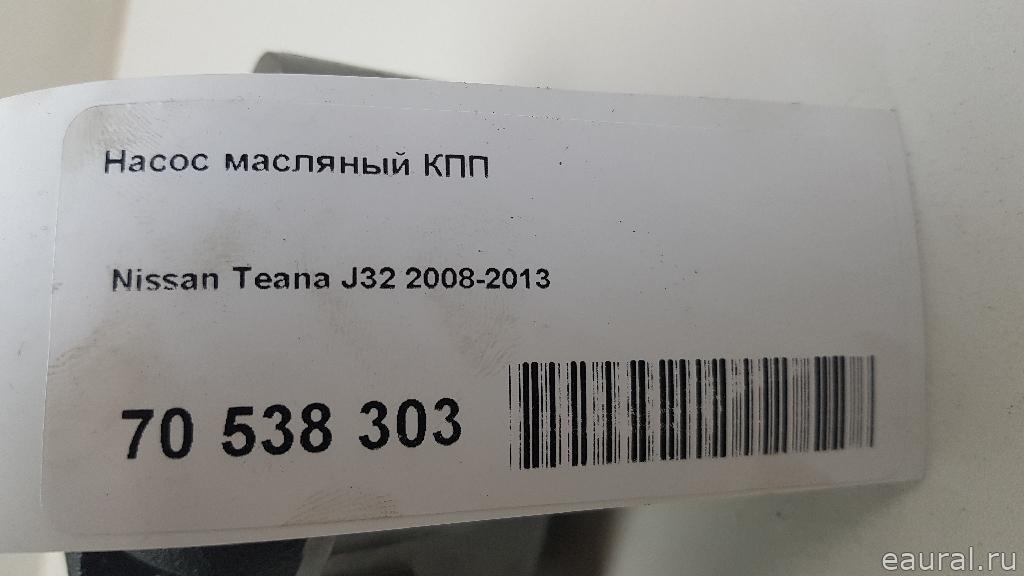 Насос масляный КПП
Nissan Teana J32 2008-2013
70 538 303
eaural.ru